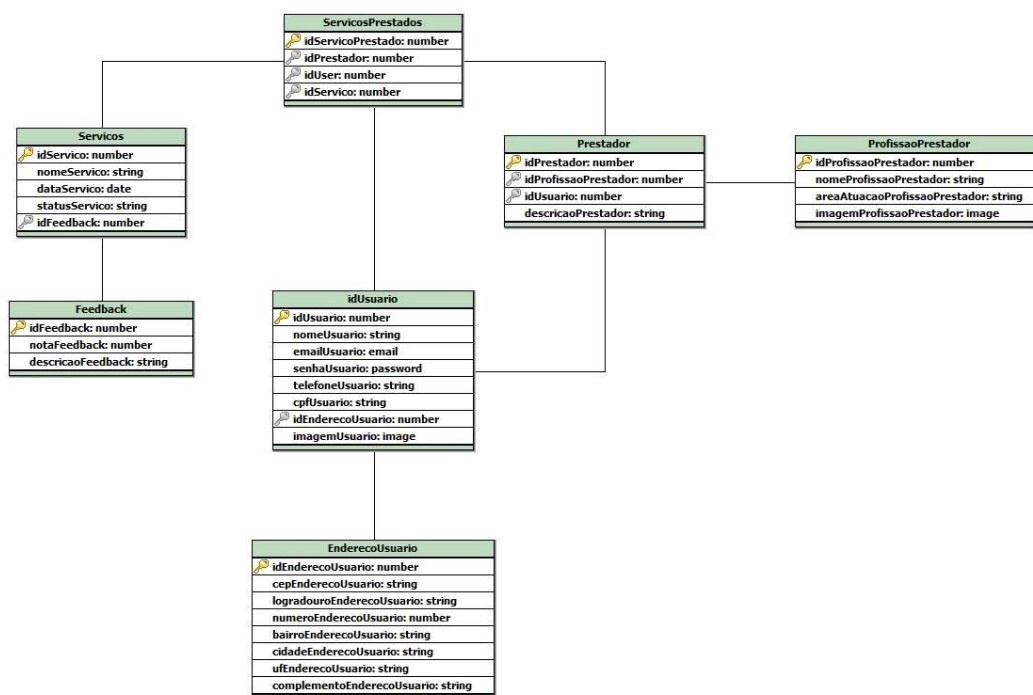 ServicosPrestados
idServicoPrestado: number
idPrestador: number
idUser: number
idServico: number
Servicos
idServico: number
nomeServico: string
dataServico: date
statusServico: string
idFeedback: number
Prestador
idPrestador: number
idProfissaoPrestador: number
idUsuario: number
descricaoPrestador: string
ProfissaoPrestador
idProfissaoPrestador: number
nomeProfissaoPrestador: string
areaAtuacaoProfissaoPrestador: string
imagemProfissaoPrestador: image
Feedback
idFeedback: number
notaFeedback: number
descricaoFeedback: string
idUsuario
idUsuario: number
nomeUsuario: string
emailUsuario: email
senhaUsuario: password
telefoneUsuario: string
cpfUsuario: string
idEnderecoUsuario: number
imagemUsuario: image
EnderecoUsuario
idEnderecoUsuario: number
cepEnderecoUsuario: string
logradouroEnderecoUsuario: string
numeroEnderecoUsuario: number
bairroEnderecoUsuario: string
cidadeEnderecoUsuario: string
ufEnderecoUsuario: string
complementoEnderecoUsuario: string